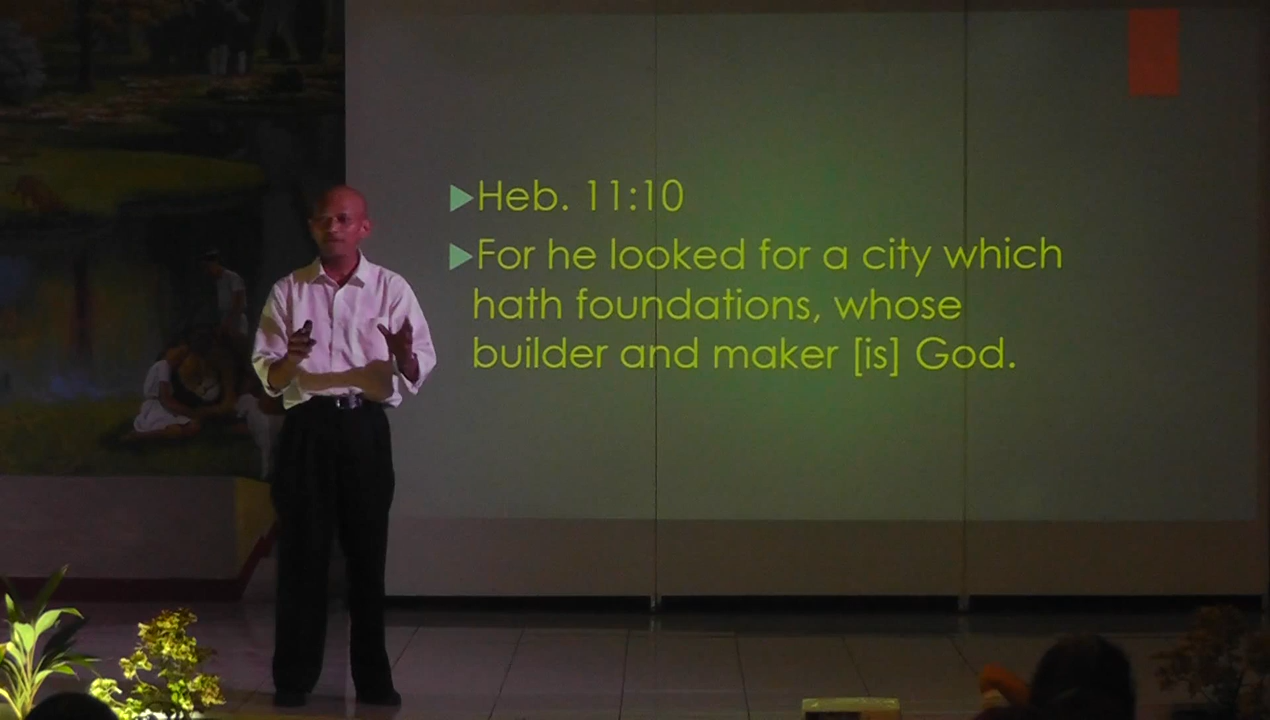 Heb. 11:10
For he looked for a city which
hath foundations, whose
builder and maker [is] God.